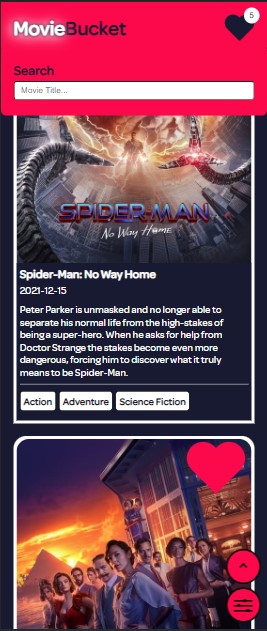 MovieBucket
5
Search
Movie Title...
SPIDER-MAN
No Way Home
Spider-Man: No Way Home
2021-12-15
Peter Parker is unmasked and no longer able to
separate his normal life from the high-stakes of
being a super-hero. When he asks for help from
Doctor Strange the stakes become even more
dangerous, forcing him to discover what it truly
means to be Spider-Man.
Action Adventure Science Fiction